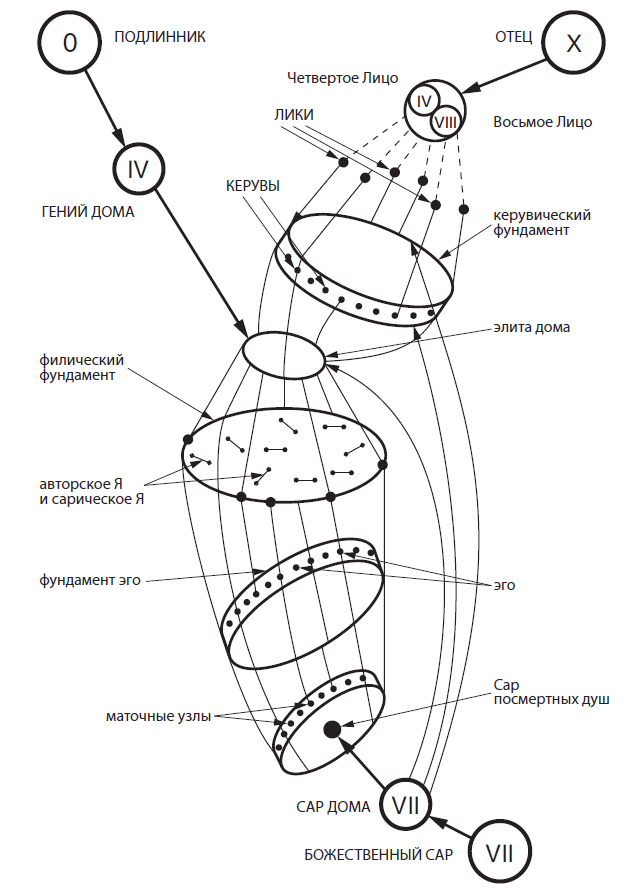 0
ПОДЛИННИК
ОТЕЦ
X
Четвертое Лицо
IV
VIII
Восьмое Лицо
ЛИКИ
IV
ГЕНИЙ ДОМА
КЕРУВЫ
керувический
фундамент
элита дома
филический
фундамент
авторское Я
и сарическое Я
фундамент эго
эго
Сар
посмертных душ
маточные узлы
САР ДОМА
VII
БОЖЕСТВЕННЫЙ САР
VII